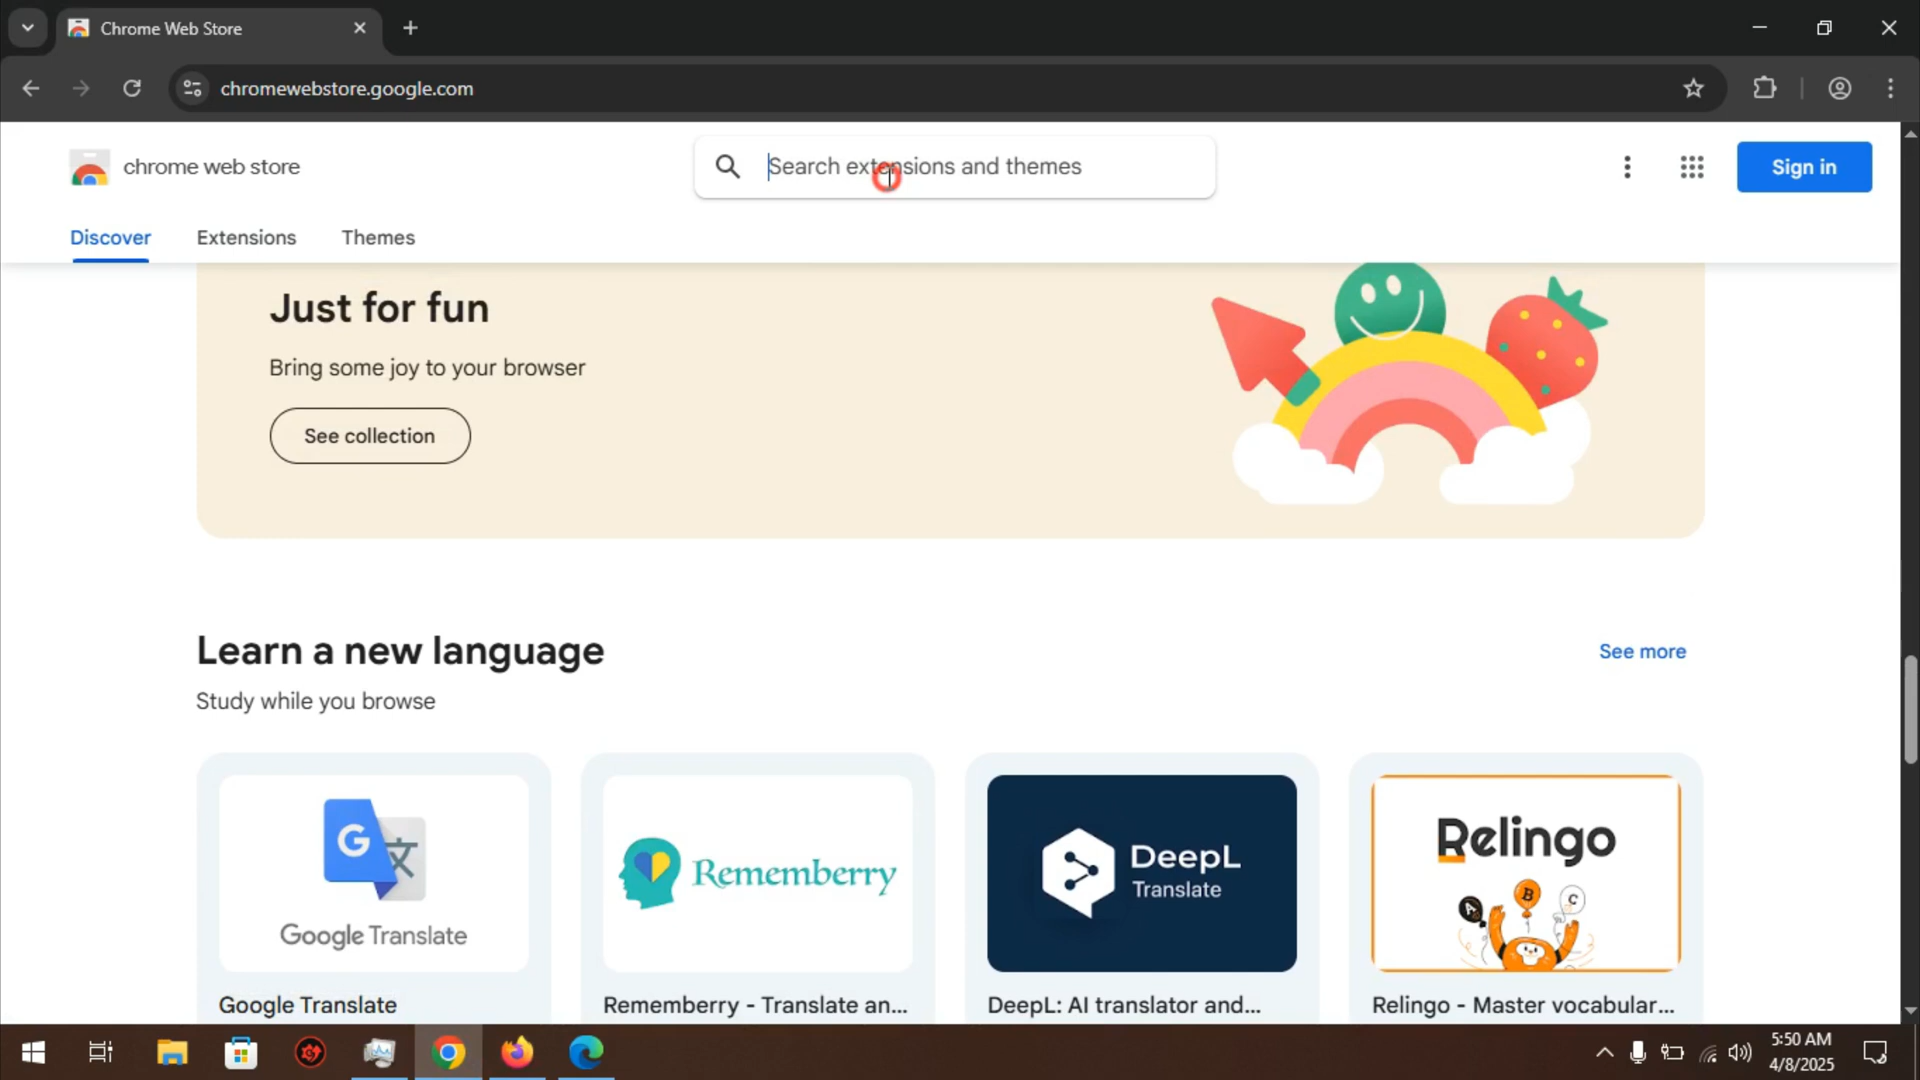 Chrome Web Store
chromewebstore.google.com
chrome web store
Search extensions and themes
Sign in
Discover
Extensions
Themes
Just for fun
Bring some joy to your browser
See collection
Learn a new language
See more
Study while you browse
G
文
Google Translate
Rememberry
DeepL
Translate
Relingo
A
B
C
Google Translate
Rememberry - Translate an...
DeepL: AI translator and...
Relingo - Master vocabular...
5:50 AM
4/8/2025